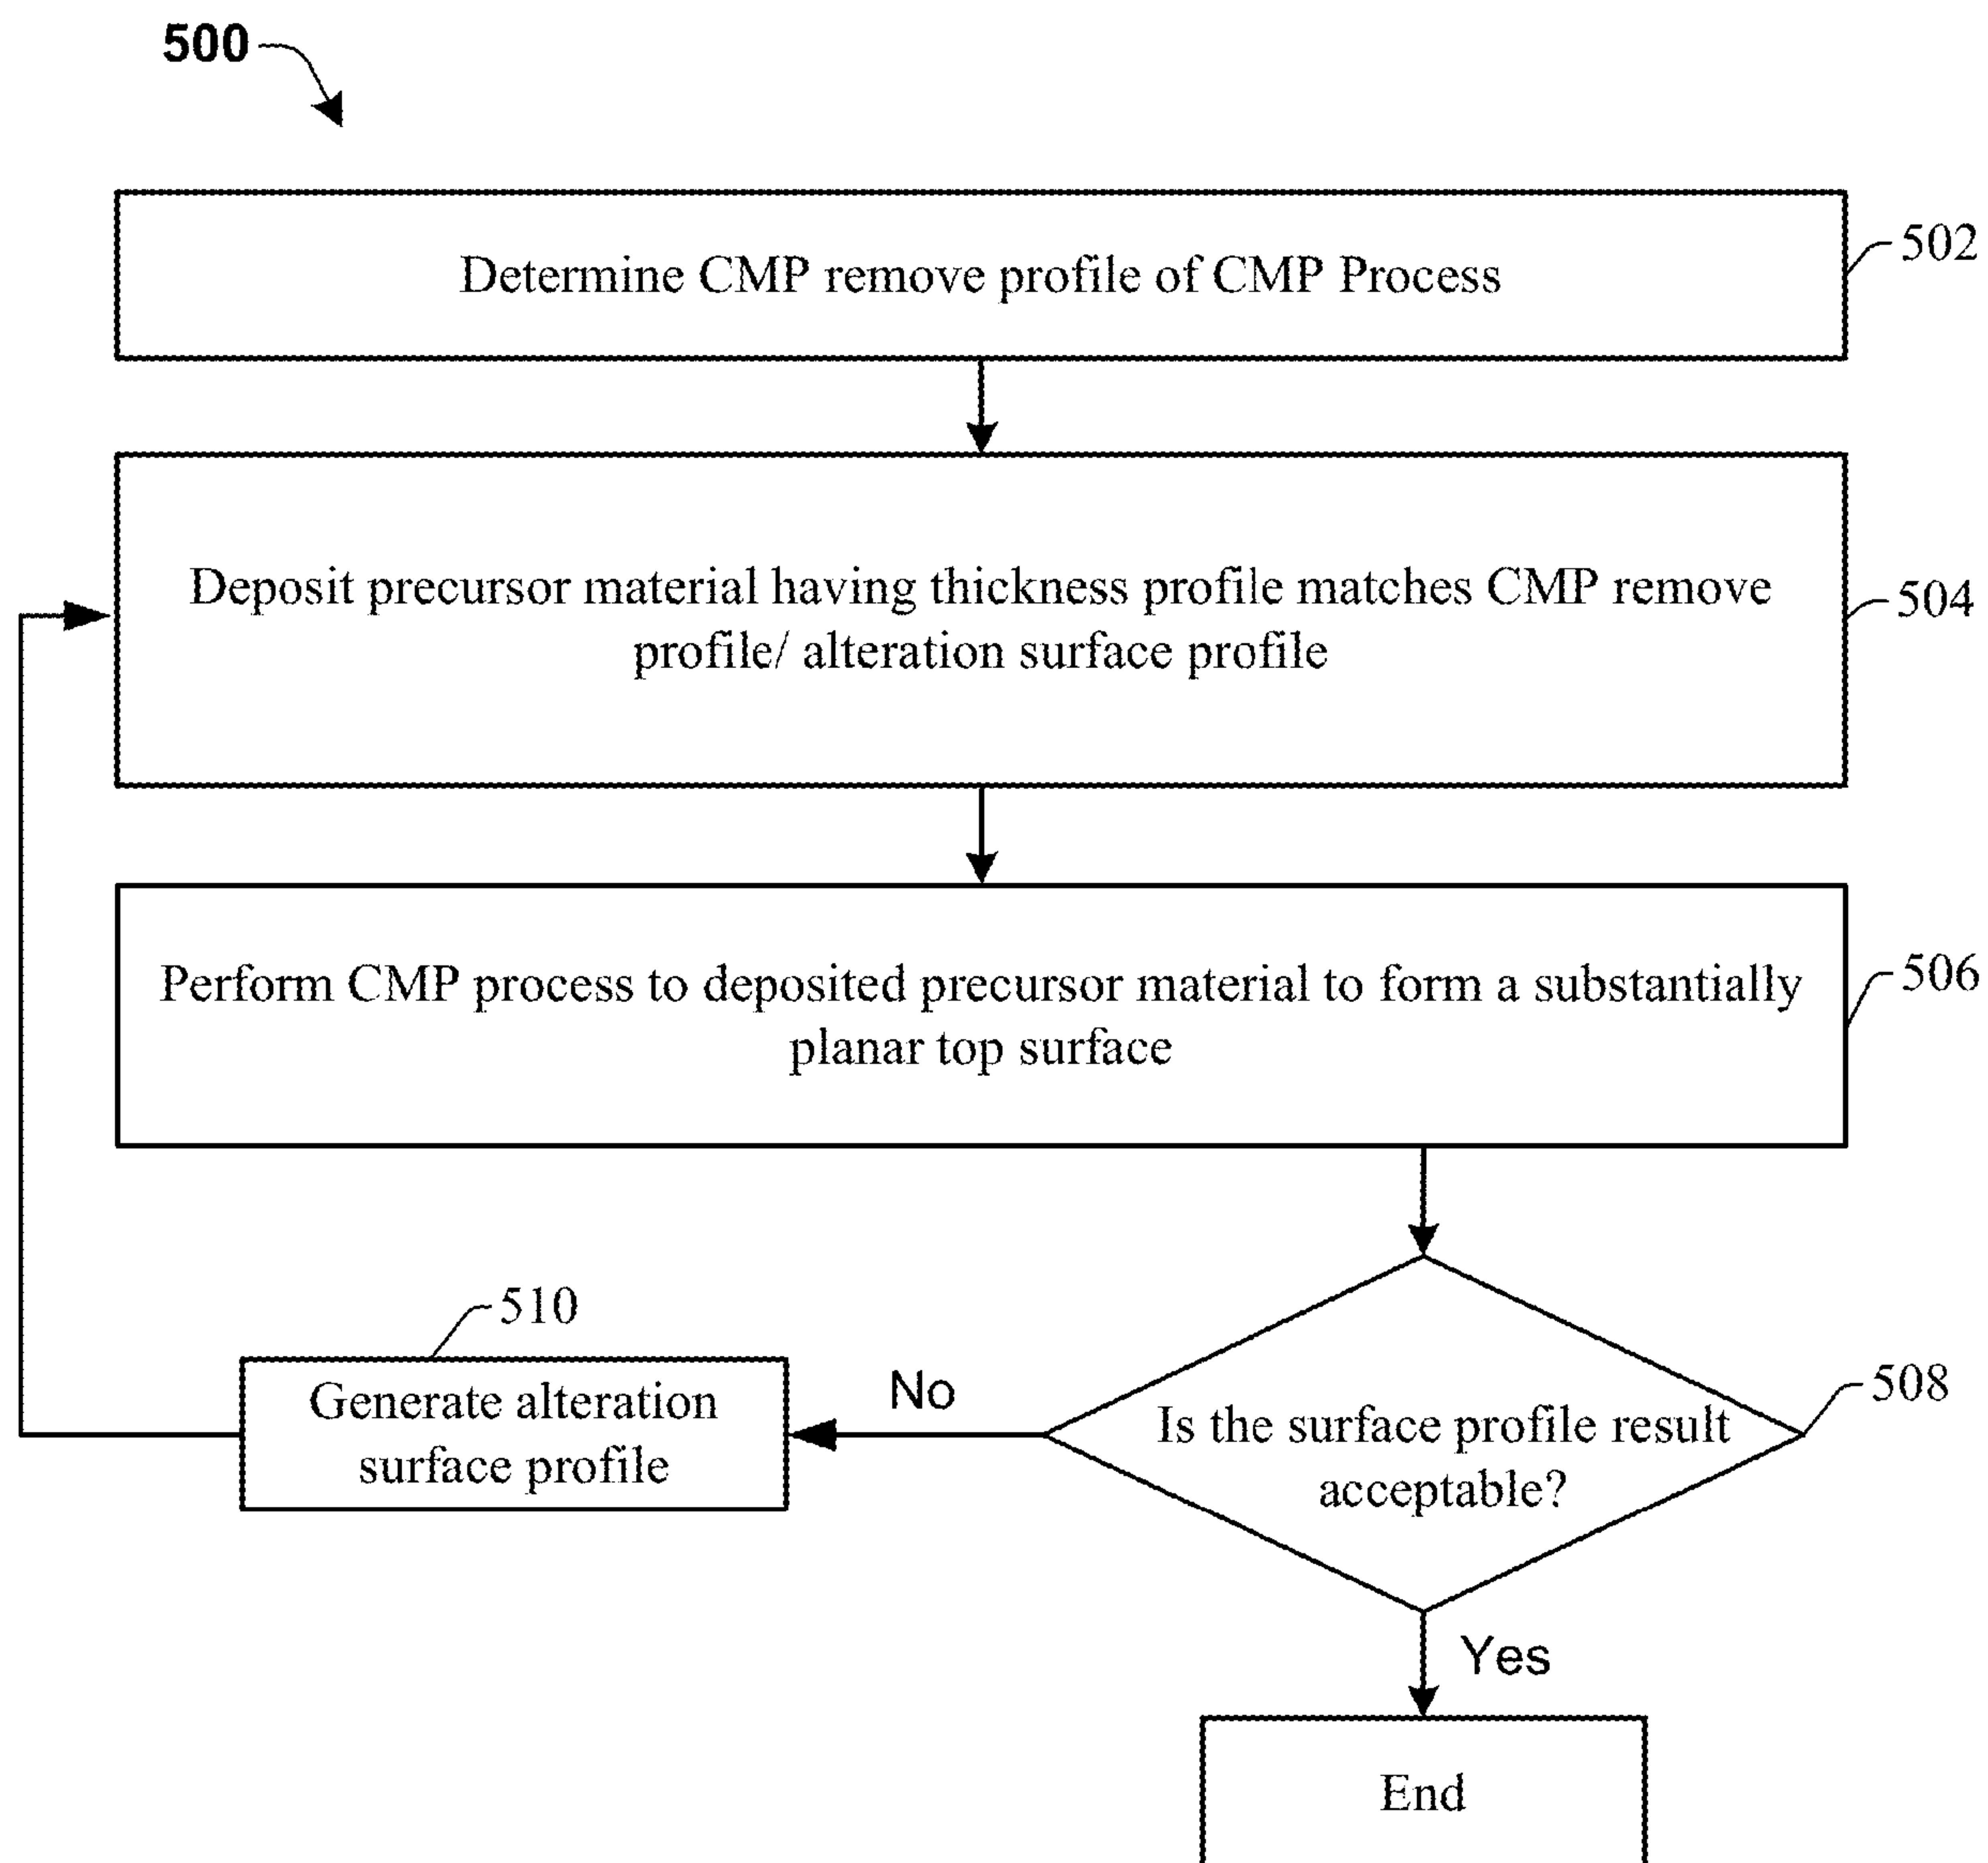 500
Determine CMP remove profile of CMP Process
502
Deposit precursor material having thickness profile matches CMP remove
profile/ alteration surface profile
504
Perform CMP process to deposited precursor material to form a substantially
planar top surface
506
510
Generate alteration
surface profile
No
Is the surface profile result
acceptable?
508
Yes
End